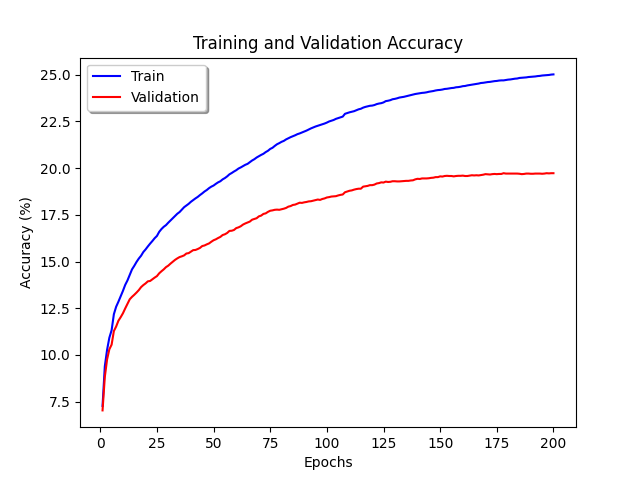 Training and Validation Accuracy
Train
Validation
25.0
22.5
20.0
17.5
15.0
12.5
10.0
7.5
Accuracy (%)
0 25 50 75 100 125 150 175 200
Epochs